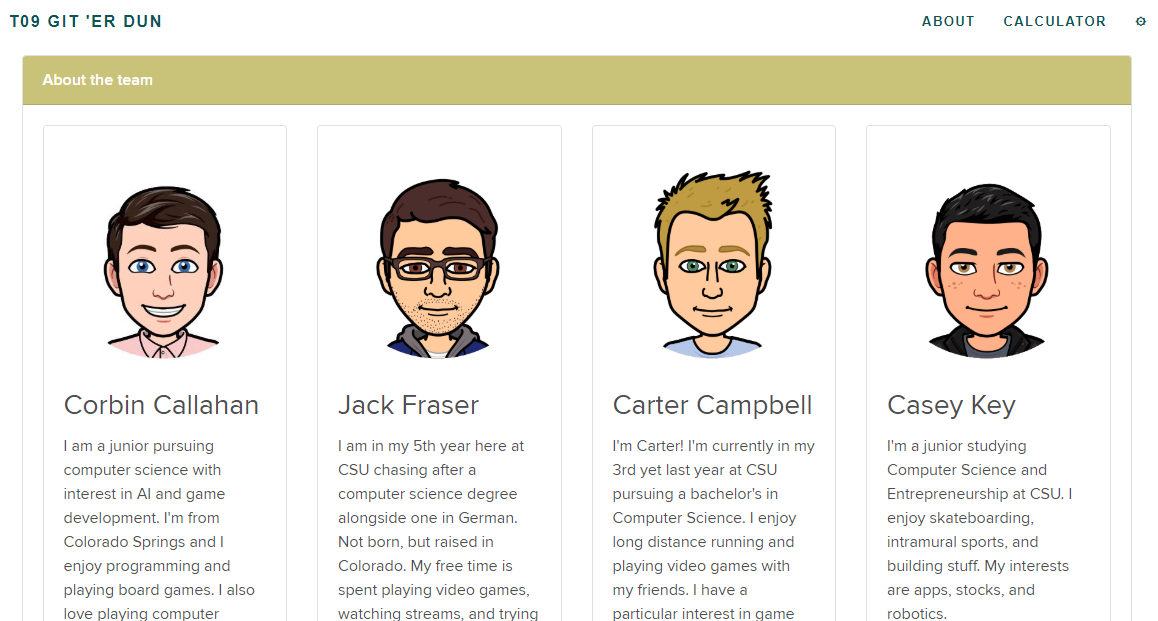 T09 GIT 'ER DUN
ABOUT CALCULATOR
About the team
Corbin Callahan
I am a junior pursuing
computer science with
interest in AI and game
development. I'm from
Colorado Springs and I
enjoy programming and
playing board games. I also
love playing computer
Jack Fraser
I am in my 5th year here at
CSU chasing after a
computer science degree
alongside one in German.
Not born, but raised in
Colorado. My free time is
spent playing video games,
watching streams, and trying
Carter Campbell
I'm Carter! I'm currently in my
3rd yet last year at CSU
pursuing a bachelor's in
Computer Science. I enjoy
long distance running and
playing video games with
my friends. I have a
particular interest in game
Casey Key
I'm a junior studying
Computer Science and
Entrepreneurship at CSU. I
enjoy skateboarding,
intramural sports, and
building stuff. My interests
are apps, stocks, and
robotics.